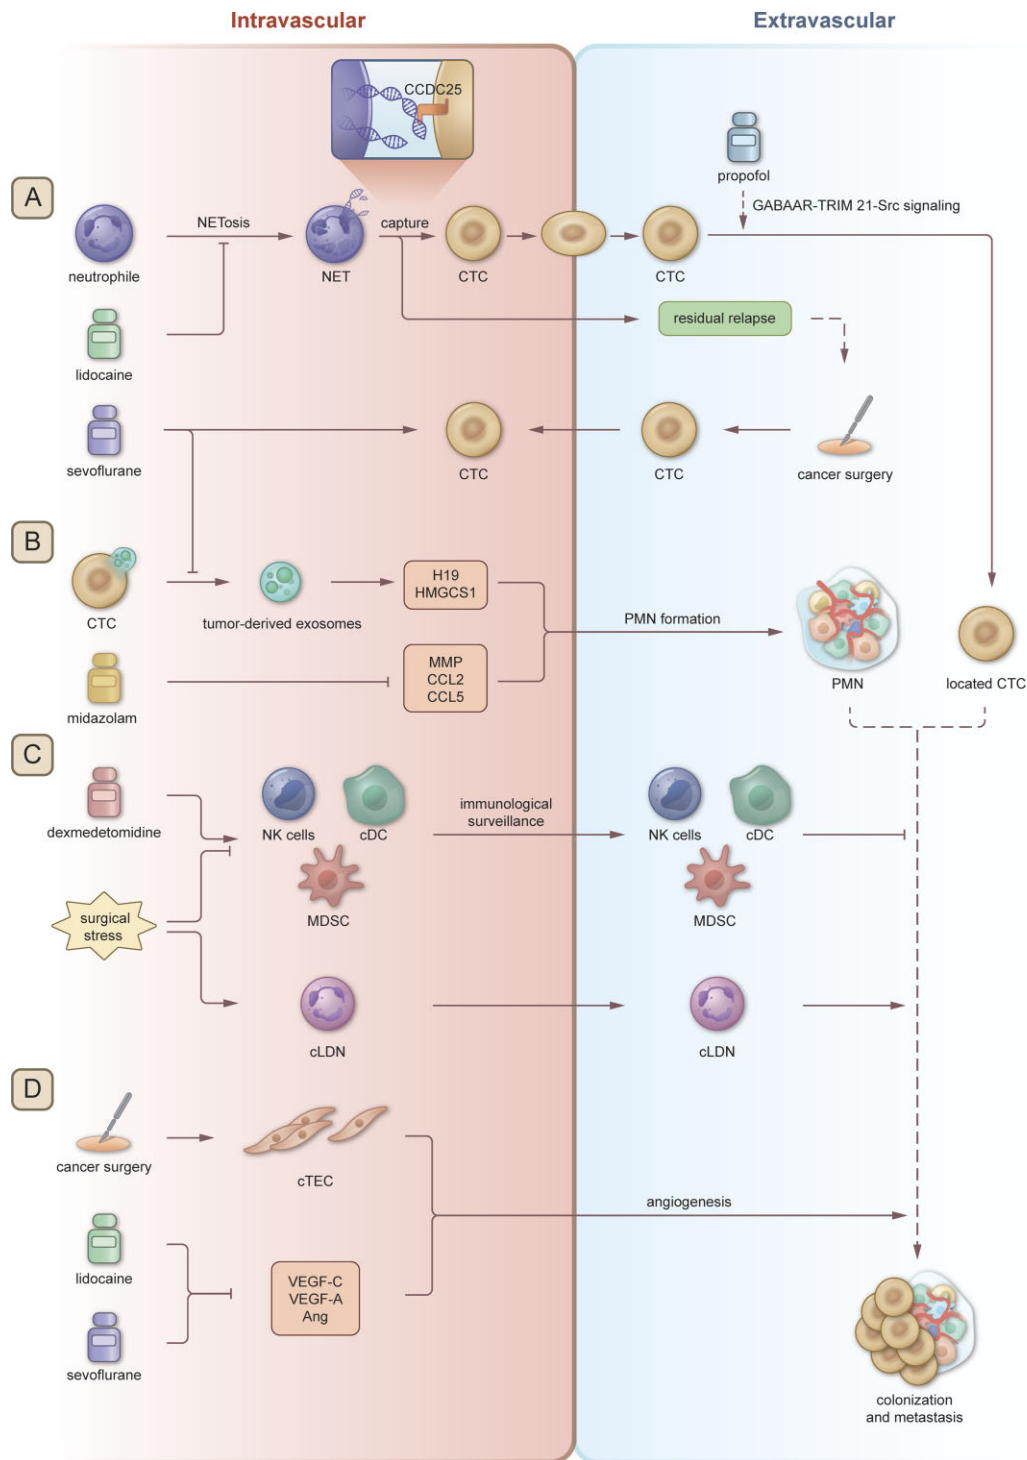 Intravascular
Extravascular
CCDC25
propofol
A
GABAAR-TRIM 21-Src signaling
NETosis
capture
neutrophile
NET
CTC
CTC
residual relapse
lidocaine
sevoflurane
CTC
CTC
cancer surgery
B
H19
HMGCS1
CTC
tumor-derived exosomes
PMN formation
MMP
CCL2
CCL5
PMN
located CTC
midazolam
C
dexmedetomidine
NK cells
cDC
immunological
surveillance
NK cells
cDC
MDSC
MDSC
surgical
stress
cLDN
cLDN
D
cancer surgery
cTEC
angiogenesis
lidocaine
VEGF-C
VEGF-A
Ang
sevoflurane
colonization
and metastasis